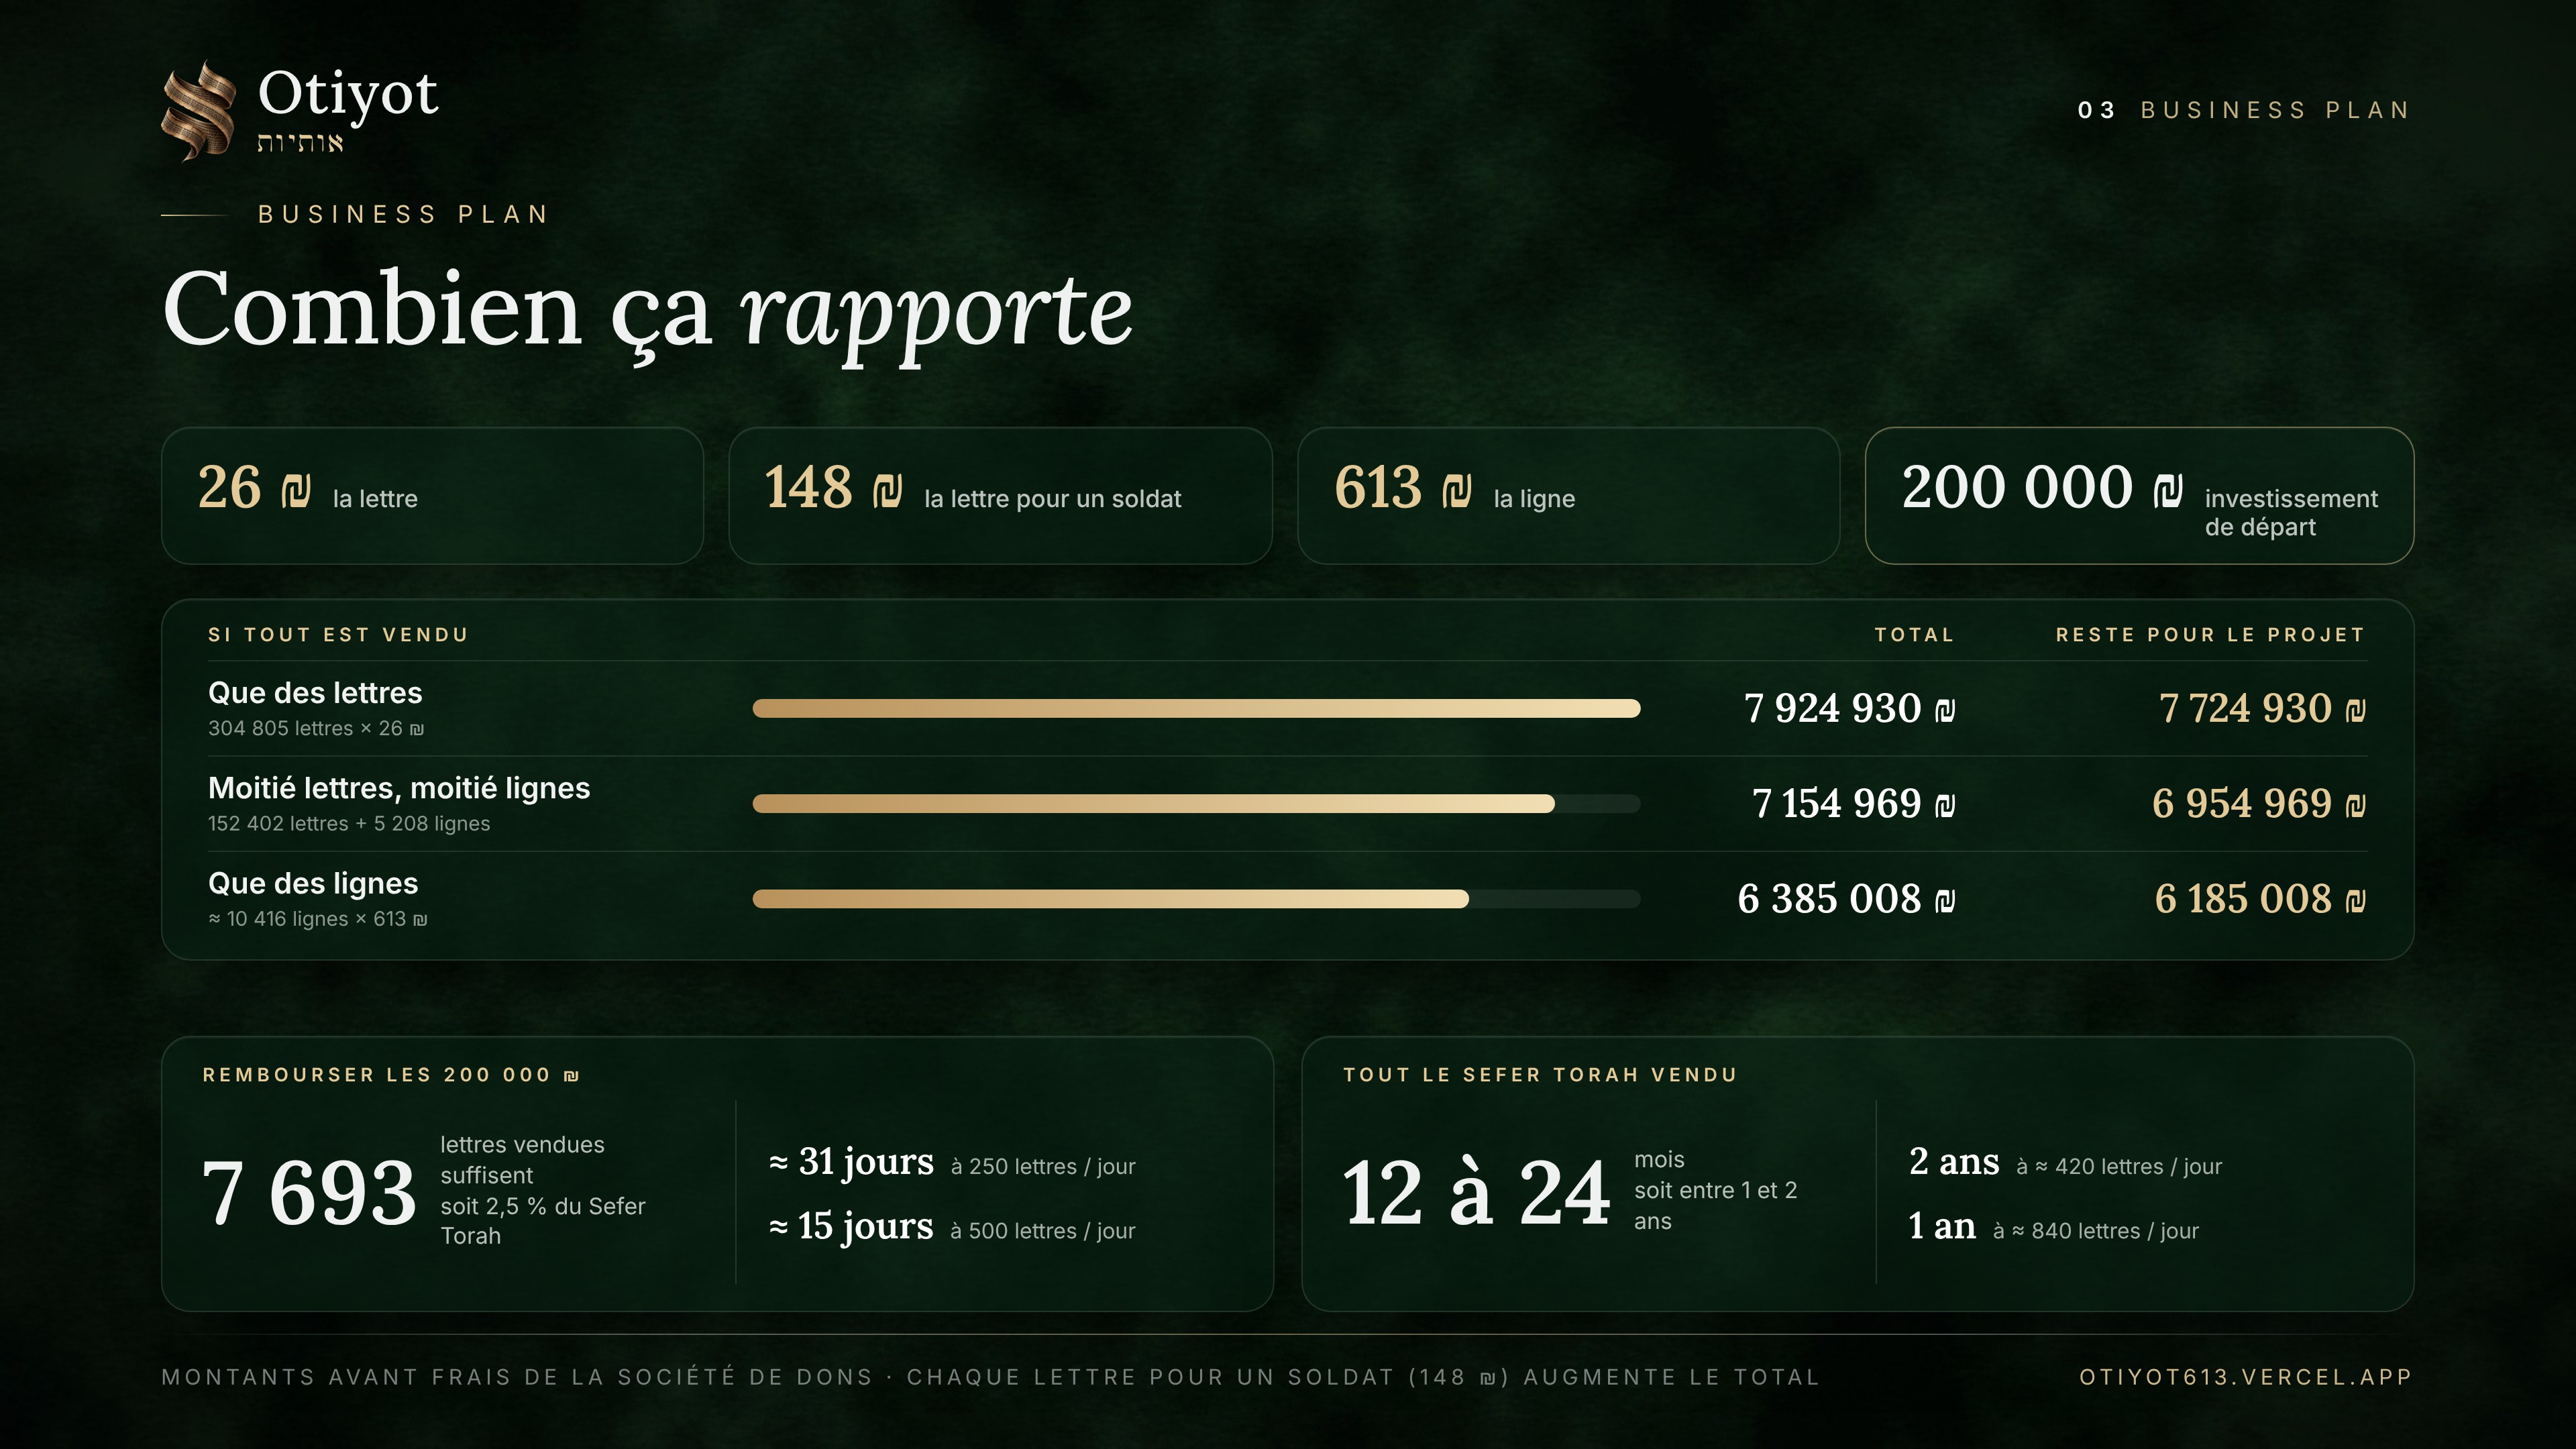 Otiyot
אותיות
03 BUSINESS PLAN
BUSINESS PLAN
Combien ça rapporte
26 ₪ la lettre
148 ₪ la lettre pour un soldat
613 ₪ la ligne
200 000 ₪ investissement
de départ
SI TOUT EST VENDU TOTAL RESTE POUR LE PROJET
Que des lettres
304 805 lettres × 26 ₪
7 924 930 ₪ 7 724 930 ₪
Moitié lettres, moitié lignes
152 402 lettres + 5 208 lignes
7 154 969 ₪ 6 954 969 ₪
Que des lignes
≈ 10 416 lignes × 613 ₪
6 385 008 ₪ 6 185 008 ₪
REMBOURSER LES 200 000 ₪
7 693
lettres vendues
suffisent
soit 2,5 % du Sefer
Torah
≈ 31 jours à 250 lettres / jour
≈ 15 jours à 500 lettres / jour
TOUT LE SEFER TORAH VENDU
12 à 24
mois
soit entre 1 et 2
ans
2 ans à ≈ 420 lettres / jour
1 an à ≈ 840 lettres / jour
MONTANTS AVANT FRAIS DE LA SOCIÉTÉ DE DONS · CHAQUE LETTRE POUR UN SOLDAT (148 ₪) AUGMENTE LE TOTAL
OTIYOT613.VERCEL.APP